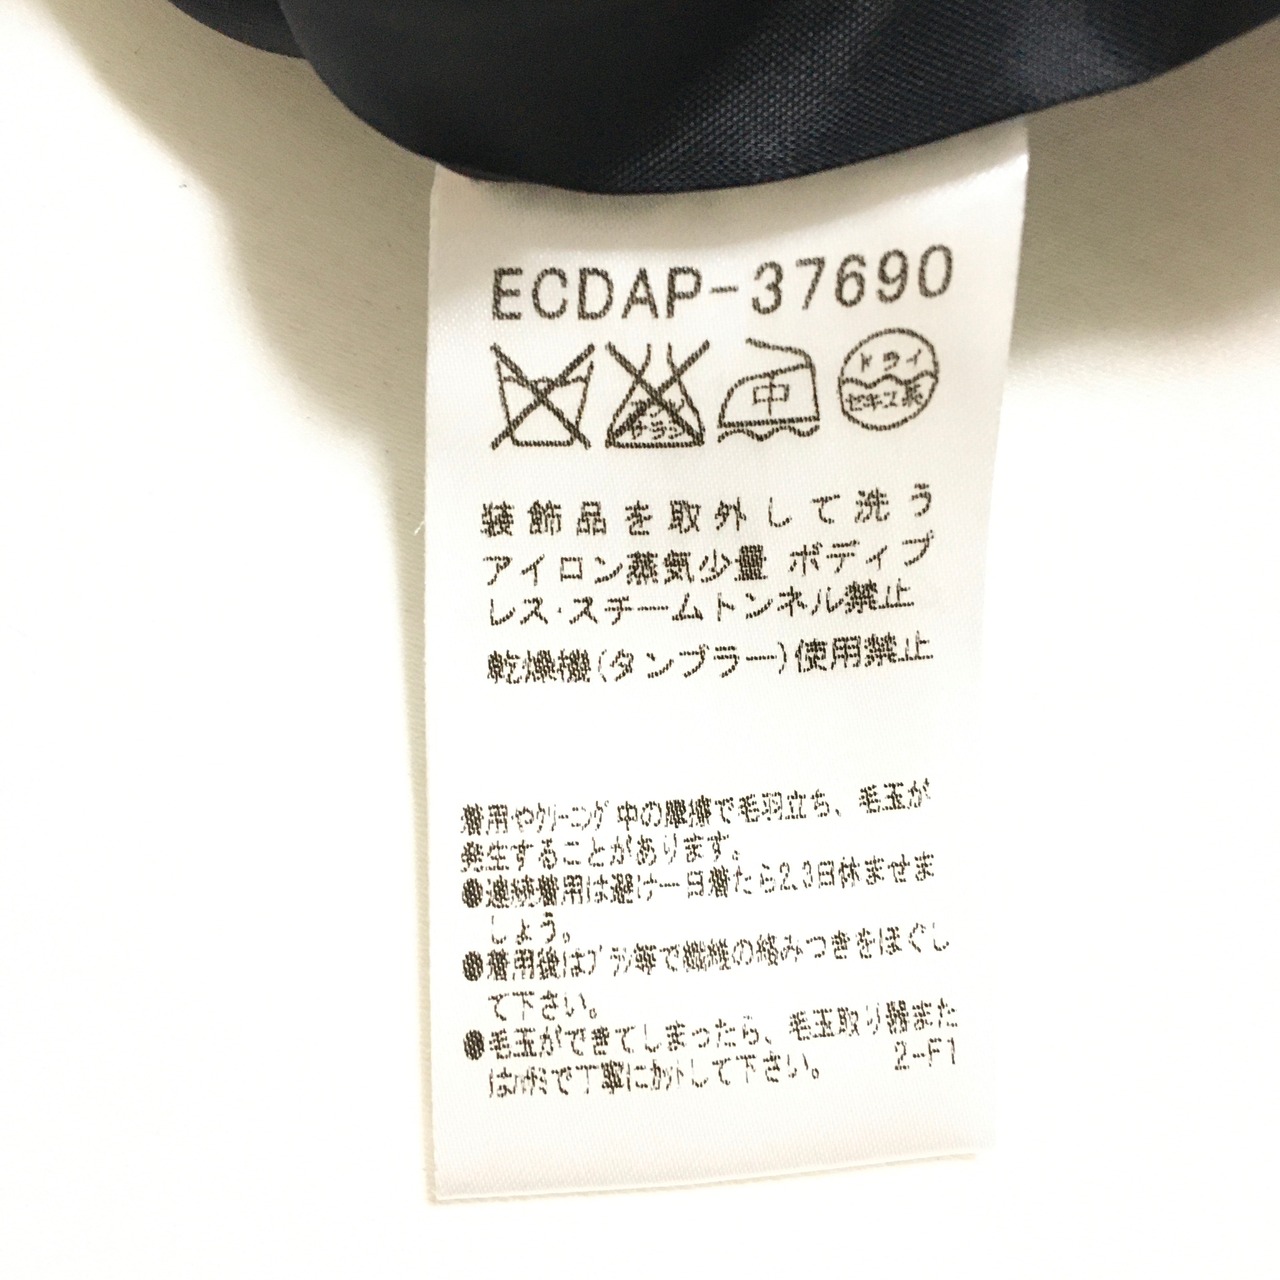 ECDAP-37690
中
ドライ
セキユ系
装飾品を取外して洗う
アイロン蒸気少量 ボディプ
レス・スチームトンネル禁止
乾燥機(タンブラー)使用禁止
着用やクリーニング中の摩擦で毛羽立ち、毛玉が
発生することがあります。
●連続着用は避け一日着たら2,3日休ませま
しょう。
●着用後はブラシ等で繊維の絡みつきをほぐし
て下さい。
●毛玉ができてしまったら、毛玉取り器また
はハサミで丁寧にカットして下さい。 2-F1